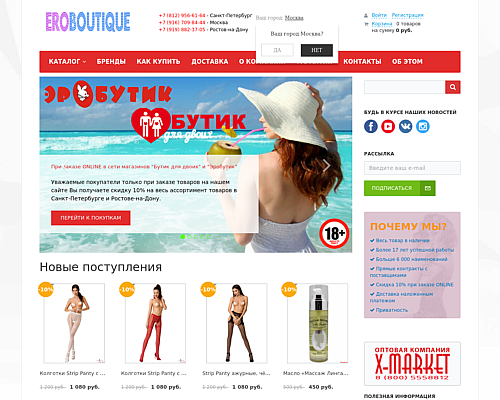 EROBOUTIQUE
+7 (812) 956-61-64 - Санкт-Петербург
+7 (916) 709-84-44 - Москва
+7 (919) 882-37-05 - Ростов-на-Дону
Ваш город: Москва
Ваш город Москва?
ДА
НЕТ
Войти Регистрация
Корзина 0 товаров
на сумму 0 руб.
КАТАЛОГ
БРЕНДЫ
КАК КУПИТЬ
ДОСТАВКА
КОНТАКТЫ
ОБ ЭТОМ
ЭРОБУТИК
БУТИК
для двоих
При заказе ONLINE в сети магазинов "Бутик для двоих" и "Эробутик"
Уважаемые покупатели только при заказе товаров на нашем
сайте Вы получаете скидку 10% на весь ассортимент товаров в
Санкт-Петербурге и Ростове-на-Дону.
ПЕРЕЙТИ К ПОКУПКАМ
18+
БУДЬ В КУРСЕ НАШИХ НОВОСТЕЙ
РАССЫЛКА
Введите ваш e-mail
ПОДПИСАТЬСЯ
ПОЧЕМУ МЫ?
Весь товар в наличии
Более 17 лет успешной работы
Больше 6 000 наименований
Прямые контракты с
поставщиками
Скидка 10% при заказе ONLINE
Доставка наложенным
платежом
Приватность
Новые поступления
-10%
-10%
-10%
-10%
Колготки Strip Panty с ...
Колготки Strip Panty с ...
Strip Panty ажурные, чё...
Масло «Массаж Линга...
1 200 руб. 1 080 руб.
1 200 руб. 1 080 руб.
1 200 руб. 1 080 руб.
500 руб. 450 руб.
ОПТОВАЯ КОМПАНИЯ
X-MARKET
8 (800) 5558812
ПОЛЕЗНАЯ ИНФОРМАЦИЯ